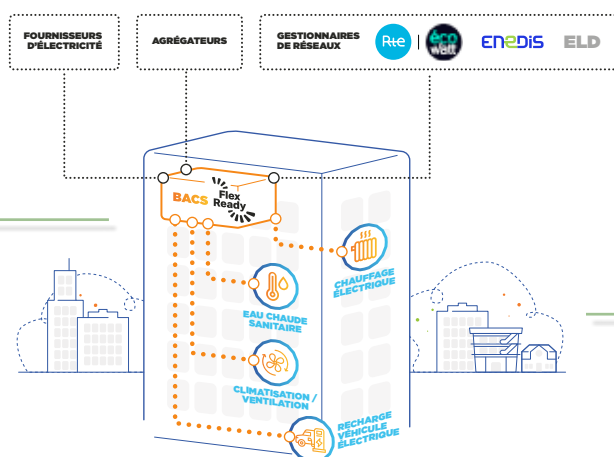 FOURNISSEURS
D'ÉLECTRICITÉ
AGRÉGATEURS
GESTIONNAIRES
DE RÉSEAUX
Rte
éco
watt
ENEDIS
ELD
BACS
Flex
Ready
CHAUFFAGE
ÉLECTRIQUE
EAU CHAUDE
SANITAIRE
CLIMATISATION /
VENTILATION
RECHARGE
VÉHICULE
ÉLECTRIQUE